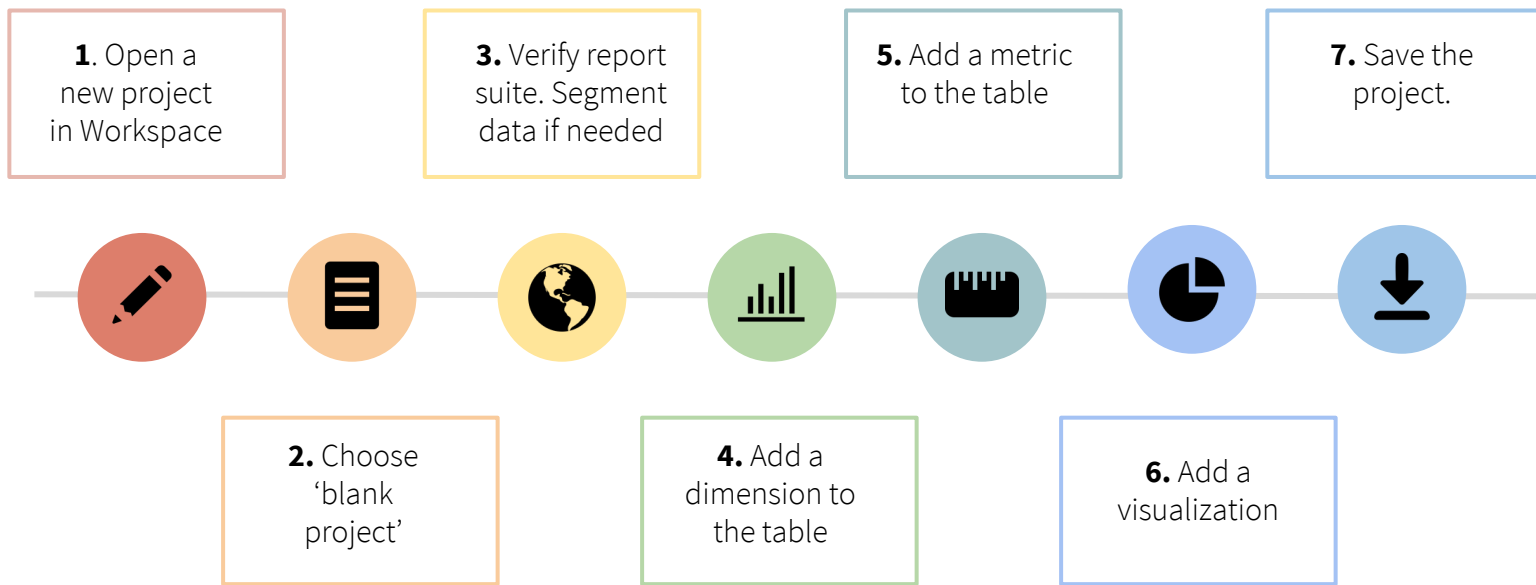 1. Open a
new project
in Workspace
2. Choose
‘blank
project’
3. Verify report
suite. Segment
data if needed
4. Add a
dimension to
the table
5. Add a metric
to the table
6. Add a
visualization
7. Save the
project.